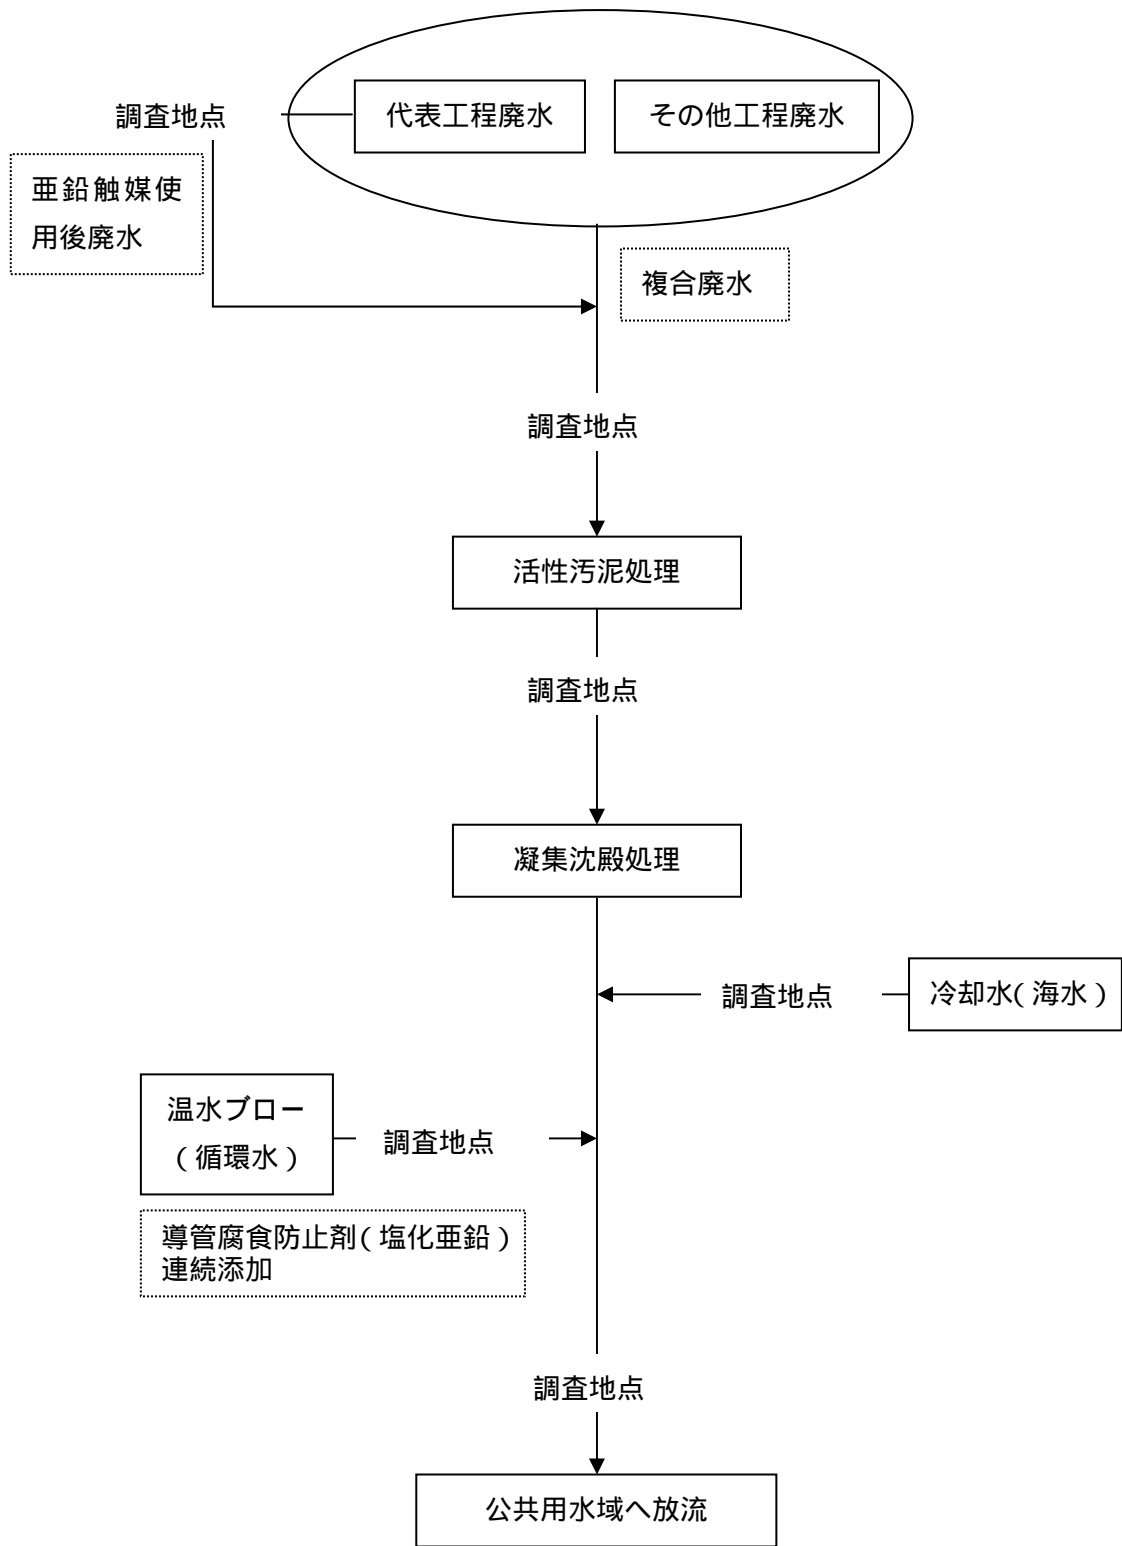 調査地点
代表工程廃水
その他工程廃水
亜鉛触媒使
用後廃水
複合廃水
調査地点
活性汚泥処理
調査地点
凝集沈殿処理
調査地点
冷却水(海水)
温水ブロー
(循環水)
調査地点
導管腐食防止剤(塩化亜鉛)
連続添加
調査地点
公共用水域へ放流